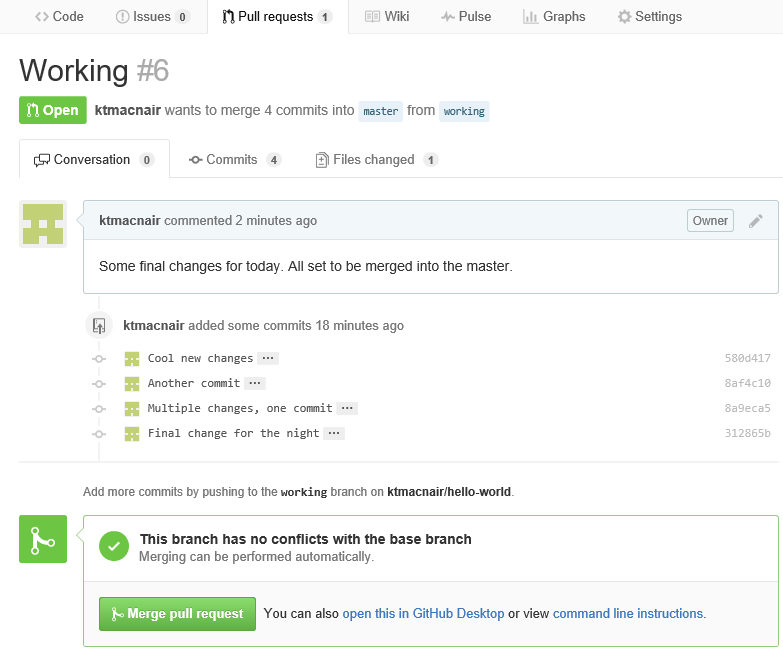 Code Issues 0 Pull requests 1 Wiki Pulse Graphs Settings
Working #6
Open ktmacnair wants to merge 4 commits into master from working
Conversation 0 Commits 4 Files changed 1
ktmacnair commented 2 minutes ago Owner
Some final changes for today. All set to be merged into the master.
ktmacnair added some commits 18 minutes ago
Cool new changes ... 580d417
Another commit ... 8af4c10
Multiple changes, one commit ... 8a9eca5
Final change for the night ... 312865b
Add more commits by pushing to the working branch on ktmacnair/hello-world.
This branch has no conflicts with the base branch
Merging can be performed automatically.
Merge pull request You can also open this in GitHub Desktop or view command line instructions.